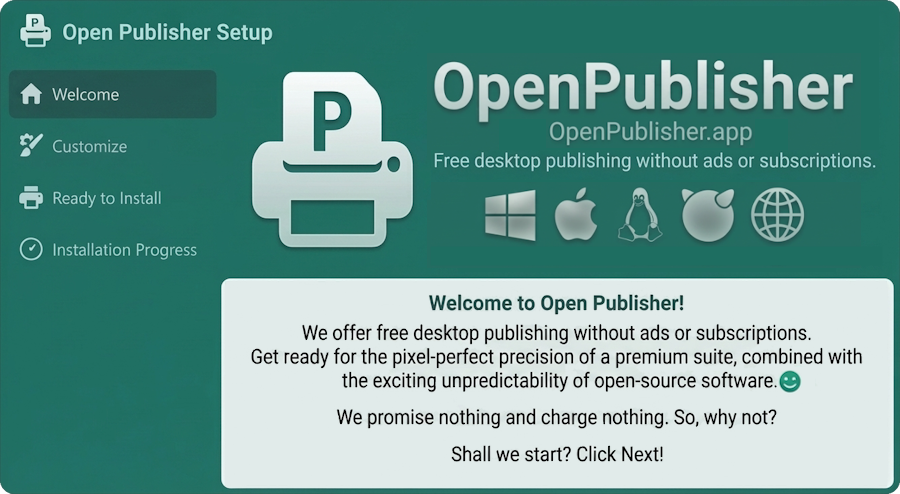 P
Open Publisher Setup
Welcome
Customize
Ready to Install
Installation Progress
P
OpenPublisher
OpenPublisher.app
Free desktop publishing without ads or subscriptions.
Welcome to Open Publisher!
We offer free desktop publishing without ads or subscriptions.
Get ready for the pixel-perfect precision of a premium suite, combined with
the exciting unpredictability of open-source software.
We promise nothing and charge nothing. So, why not?
Shall we start? Click Next!